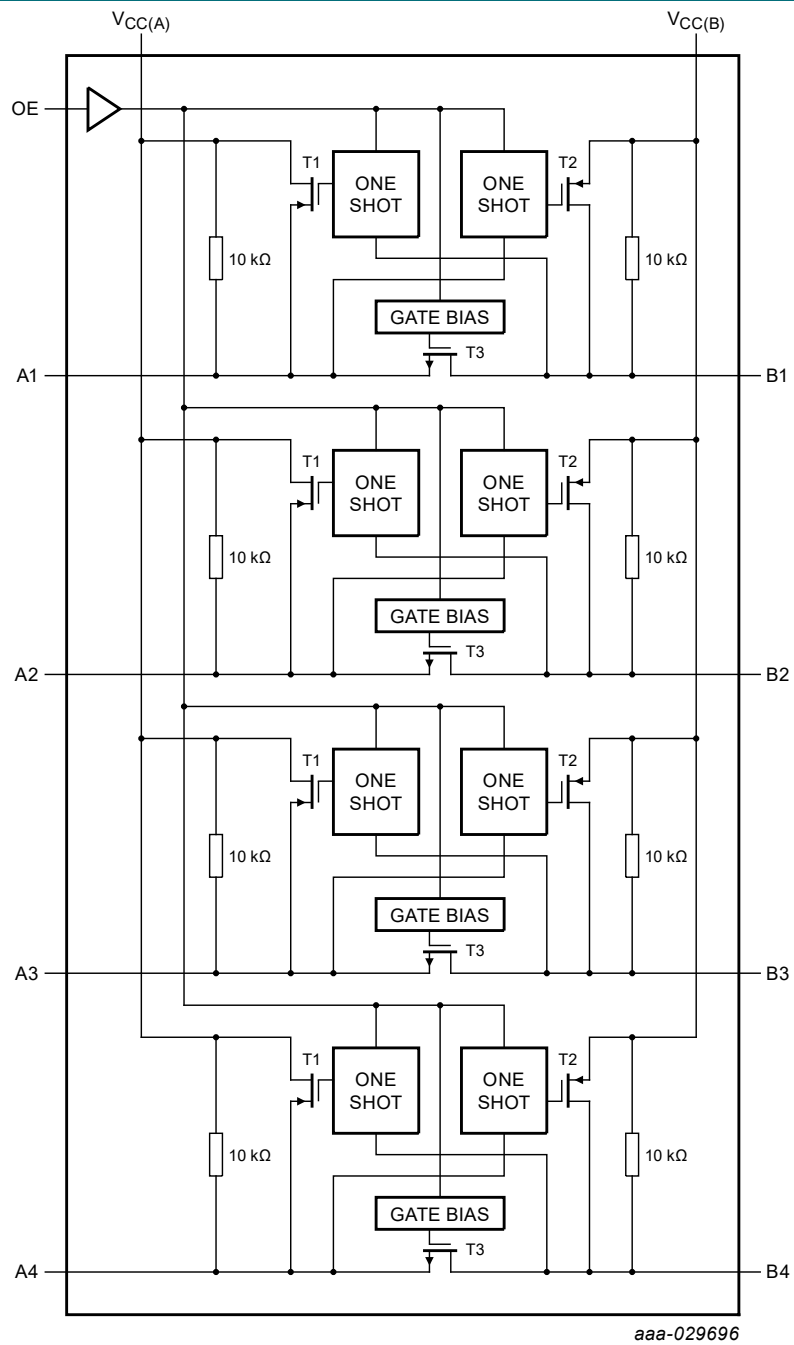 VCC(A)
VCC(B)
OE
T1
ONE
SHOT
ONE
SHOT
T2
10 kΩ
10 kΩ
GATE BIAS
T3
A1
B1
T1
ONE
SHOT
ONE
SHOT
T2
10 kΩ
10 kΩ
GATE BIAS
T3
A2
B2
T1
ONE
SHOT
ONE
SHOT
T2
10 kΩ
10 kΩ
GATE BIAS
T3
A3
B3
T1
ONE
SHOT
ONE
SHOT
T2
10 kΩ
10 kΩ
GATE BIAS
T3
A4
B4
aaa-029696